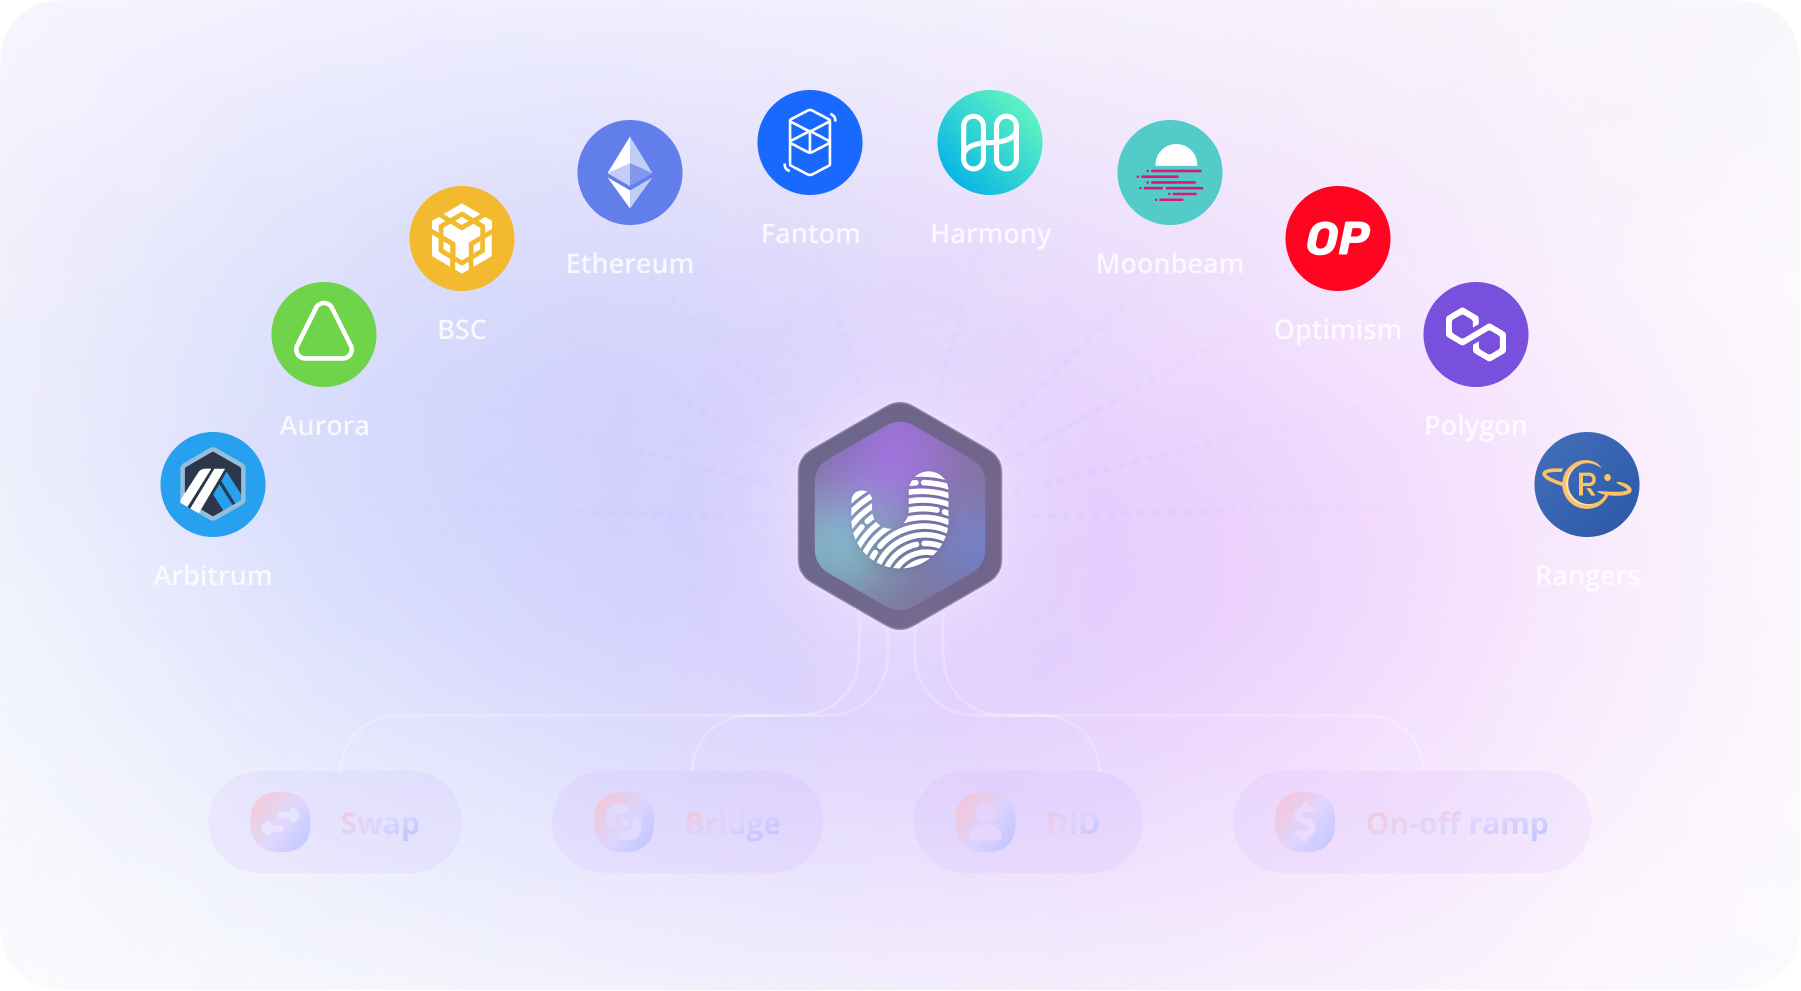 Fantom
Harmony
Ethereum
Moonbeam
OP
BSC
Optimism
Aurora
Polygon
R
Arbitrum
Rangers
Swap
Bridge
DID
On-off ramp